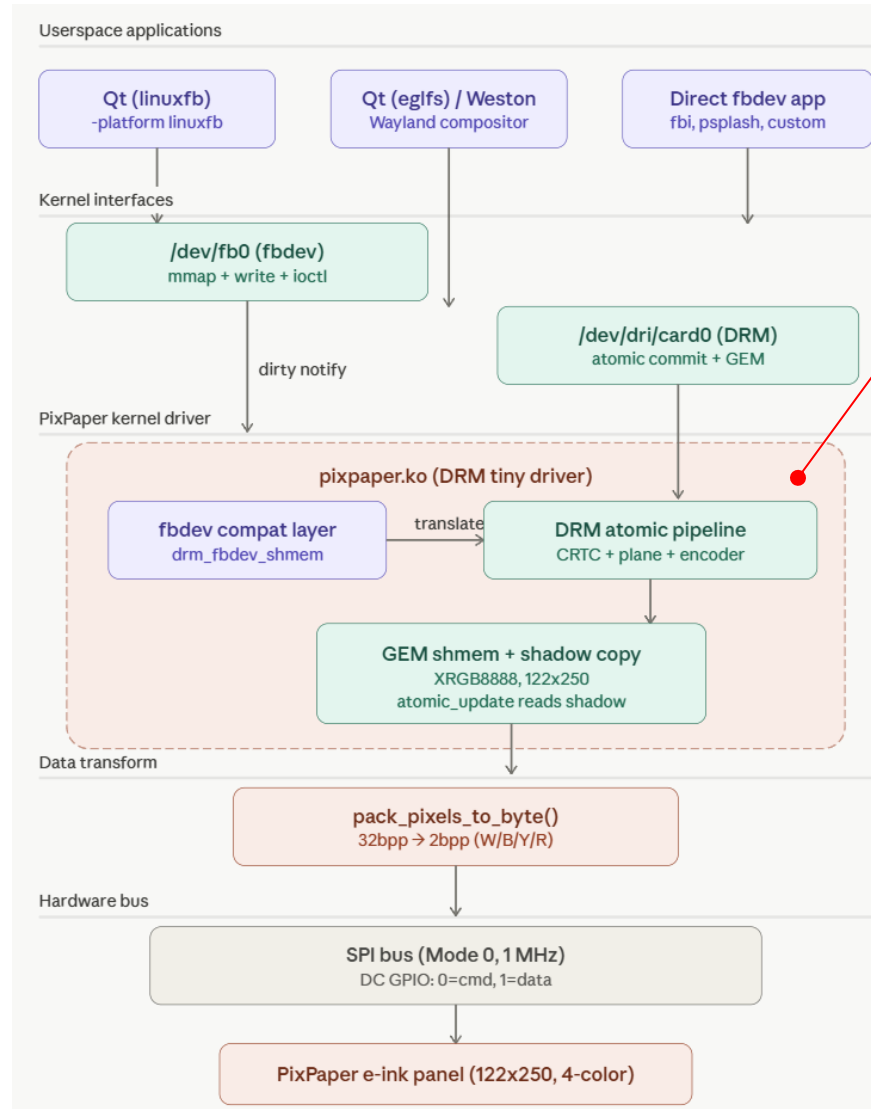 Userspace applications
Qt (linuxfb)
-platform linuxfb
Qt (eglfs) / Weston
Wayland compositor
Direct fbdev app
fbi, psplash, custom
Kernel interfaces
/dev/fb0 (fbdev)
mmap + write + ioctl
/dev/dri/card0 (DRM)
atomic commit + GEM
dirty notify
PixPaper kernel driver
pixpaper.ko (DRM tiny driver)
fbdev compat layer
drm_fbdev_shmem
translate
DRM atomic pipeline
CRTC + plane + encoder
GEM shmem + shadow copy
XRGB8888, 122x250
atomic_update reads shadow
Data transform
pack_pixels_to_byte()
32bpp → 2bpp (W/B/Y/R)
Hardware bus
SPI bus (Mode 0, 1 MHz)
DC GPIO: 0=cmd, 1=data
PixPaper e-ink panel (122x250, 4-color)